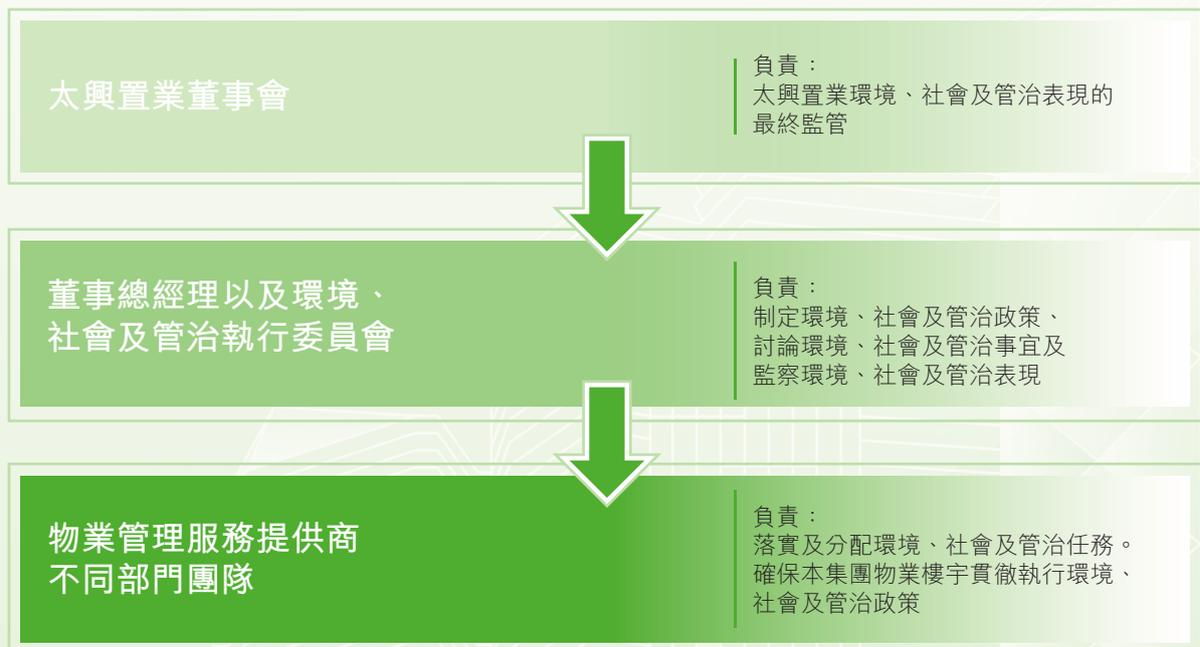 太興置業董事會
負責：
太興置業環境、社會及管治表現的
最終監管
董事總經理以及環境、
社會及管治執行委員會
負責：
制定環境、社會及管治政策、
討論環境、社會及管治事宜及
監察環境、社會及管治表現
物業管理服務提供商
不同部門團隊
負責：
落實及分配環境、社會及管治任務。
確保本集團物業樓宇貫徹執行環境、
社會及管治政策